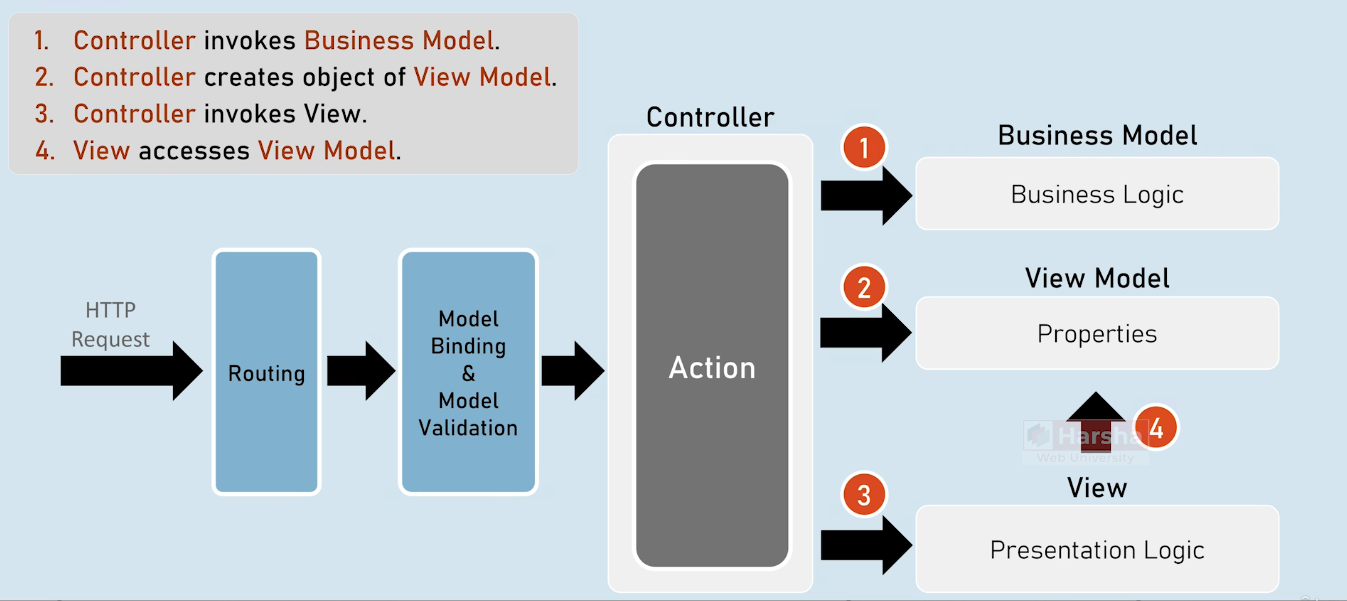 1. Controller invokes Business Model.
2. Controller creates object of View Model.
3. Controller invokes View.
4. View accesses View Model.
HTTP
Request
Routing
Model
Binding
&
Model
Validation
Controller
Action
1
Business Model
Business Logic
2
View Model
Properties
4
Harsha
Web University
3
View
Presentation Logic